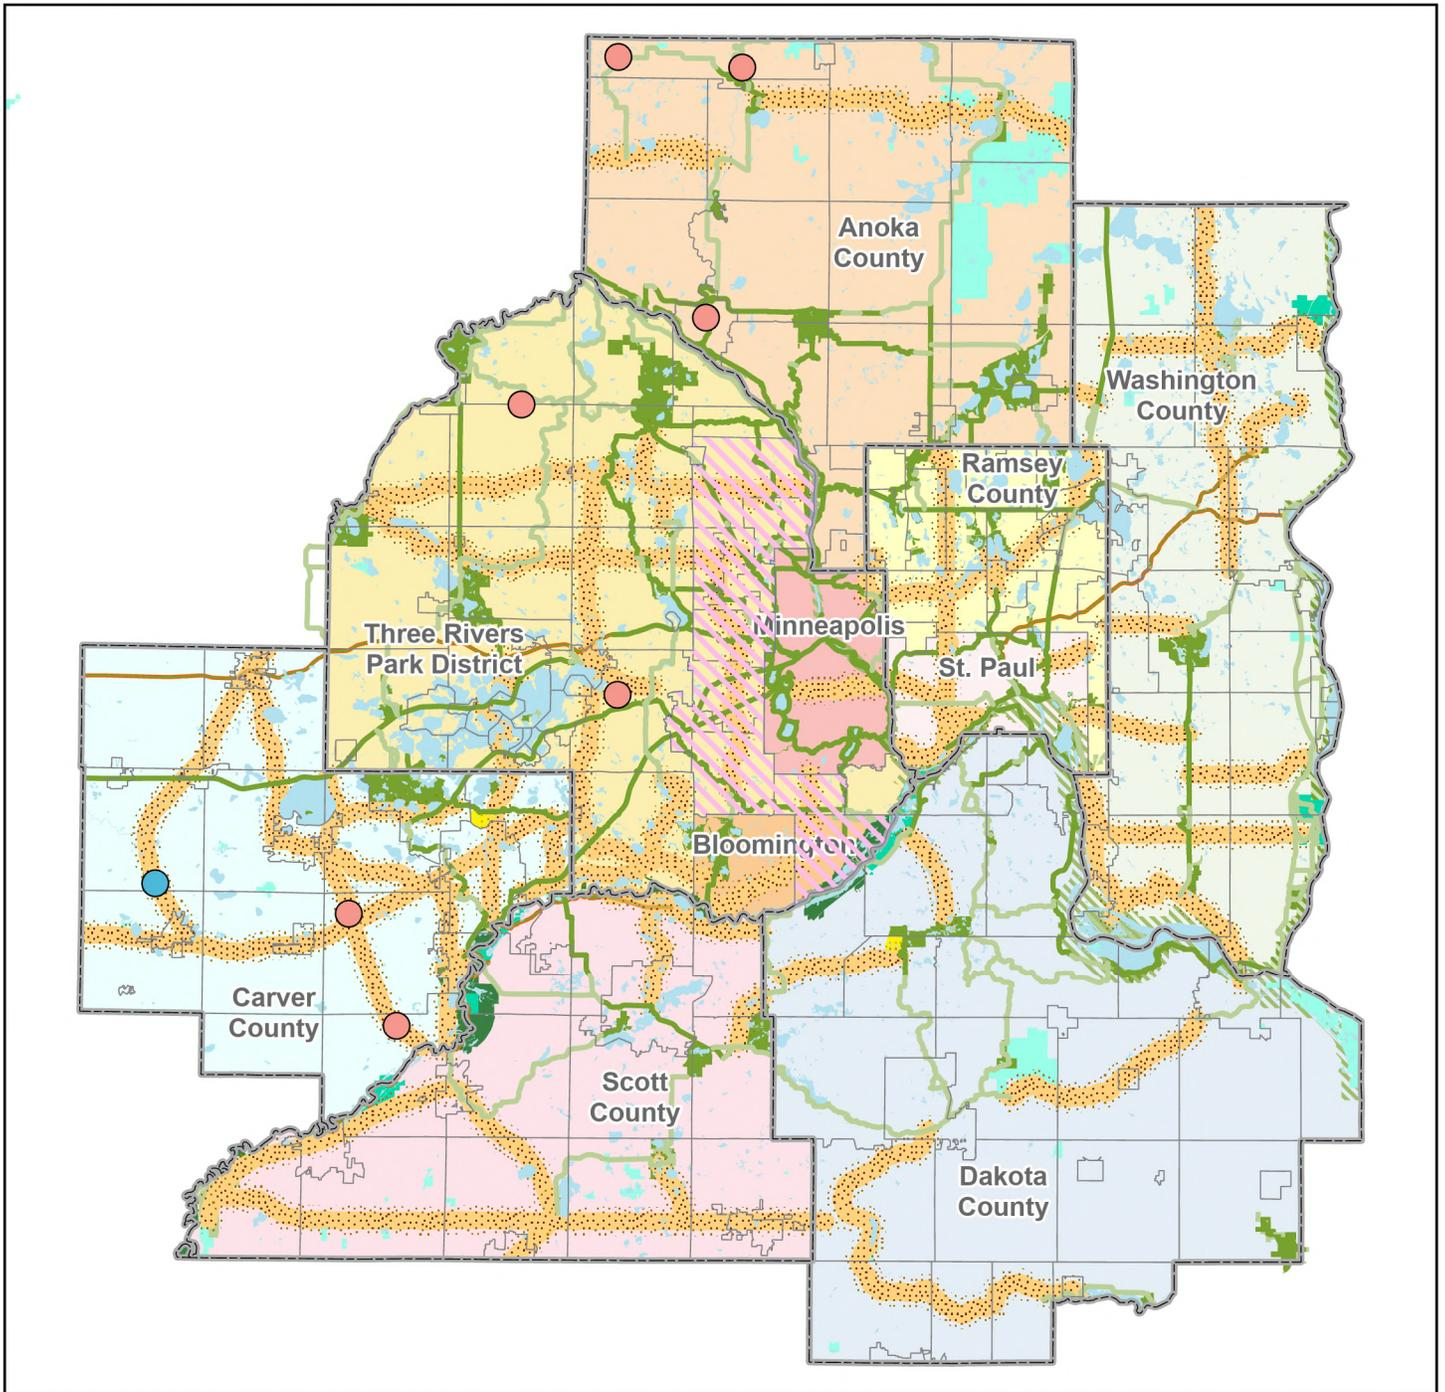 Anoka
County
Washington
County
Ramsey
County
Three Rivers
Park District
Minneapolis
St. Paul
Bloomington
Carver
County
Scott
County
Dakota
County